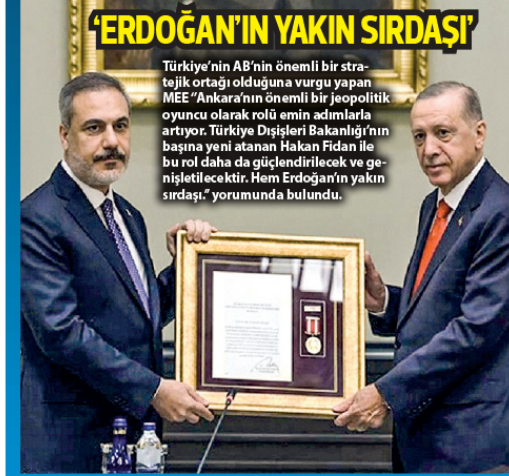 ‘ERDOĞAN’IN YAKIN SIRDAŞI’
Türkiye’nin AB’nin önemli bir stra-
tejik ortağı olduğuna vurgu yapan
MEE “Ankara’nın önemli bir jeopolitik
oyuncu olarak rolü emin adımlarla
artıyor. Türkiye Dışişleri Bakanlığı’nın
başına yeni atanan Hakan Fidan ile
bu rol daha da güçlendirilecek ve ge-
nişletilecektir. Hem Erdoğan’ın yakın
sırdaşı.” yorumunda bulundu.